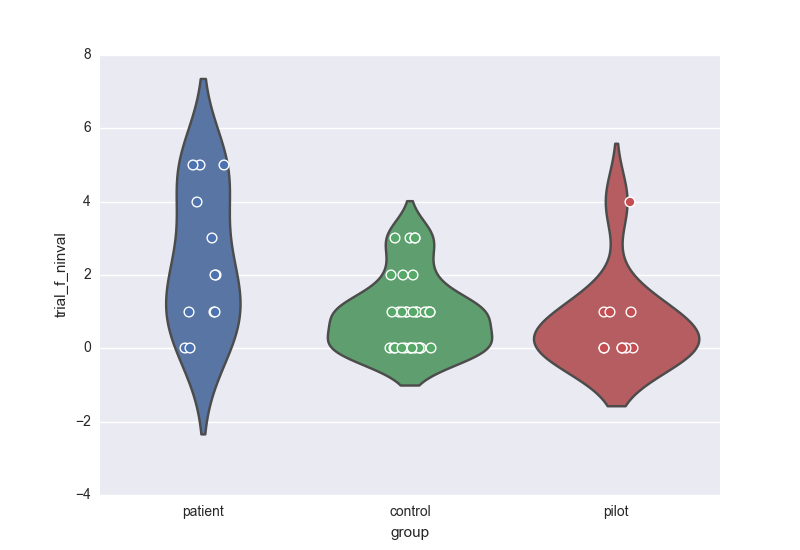 8
6
4
2
0
−2
−4
trial_f_ninval
patient
control
pilot
group